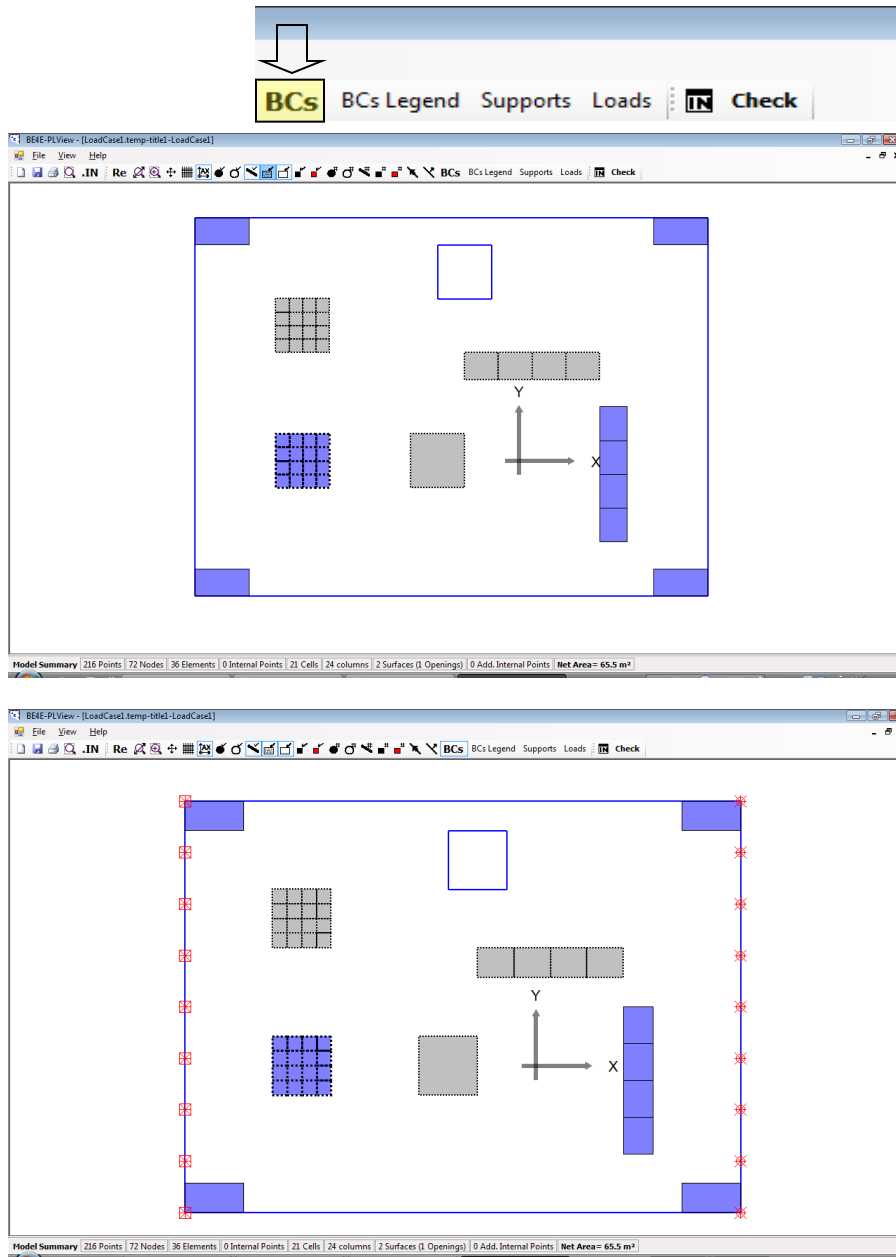 BCs BCs Legend Supports Loads IN Check
BE4E-PLView - [LoadCase1.temp-title1-LoadCase1]
File View Help
.IN Re BCs BCs Legend Supports Loads IN Check
Y
X
Model Summary 216 Points 72 Nodes 36 Elements 0 Internal Points 21 Cells 24 columns 2 Surfaces (1 Openings) 0 Add. Internal Points Net Area= 65.5 m²
BE4E-PLView - [LoadCase1.temp-title1-LoadCase1]
File View Help
.IN Re BCs BCs Legend Supports Loads IN Check
Y
X
Model Summary 216 Points 72 Nodes 36 Elements 0 Internal Points 21 Cells 24 columns 2 Surfaces (1 Openings) 0 Add. Internal Points Net Area= 65.5 m²